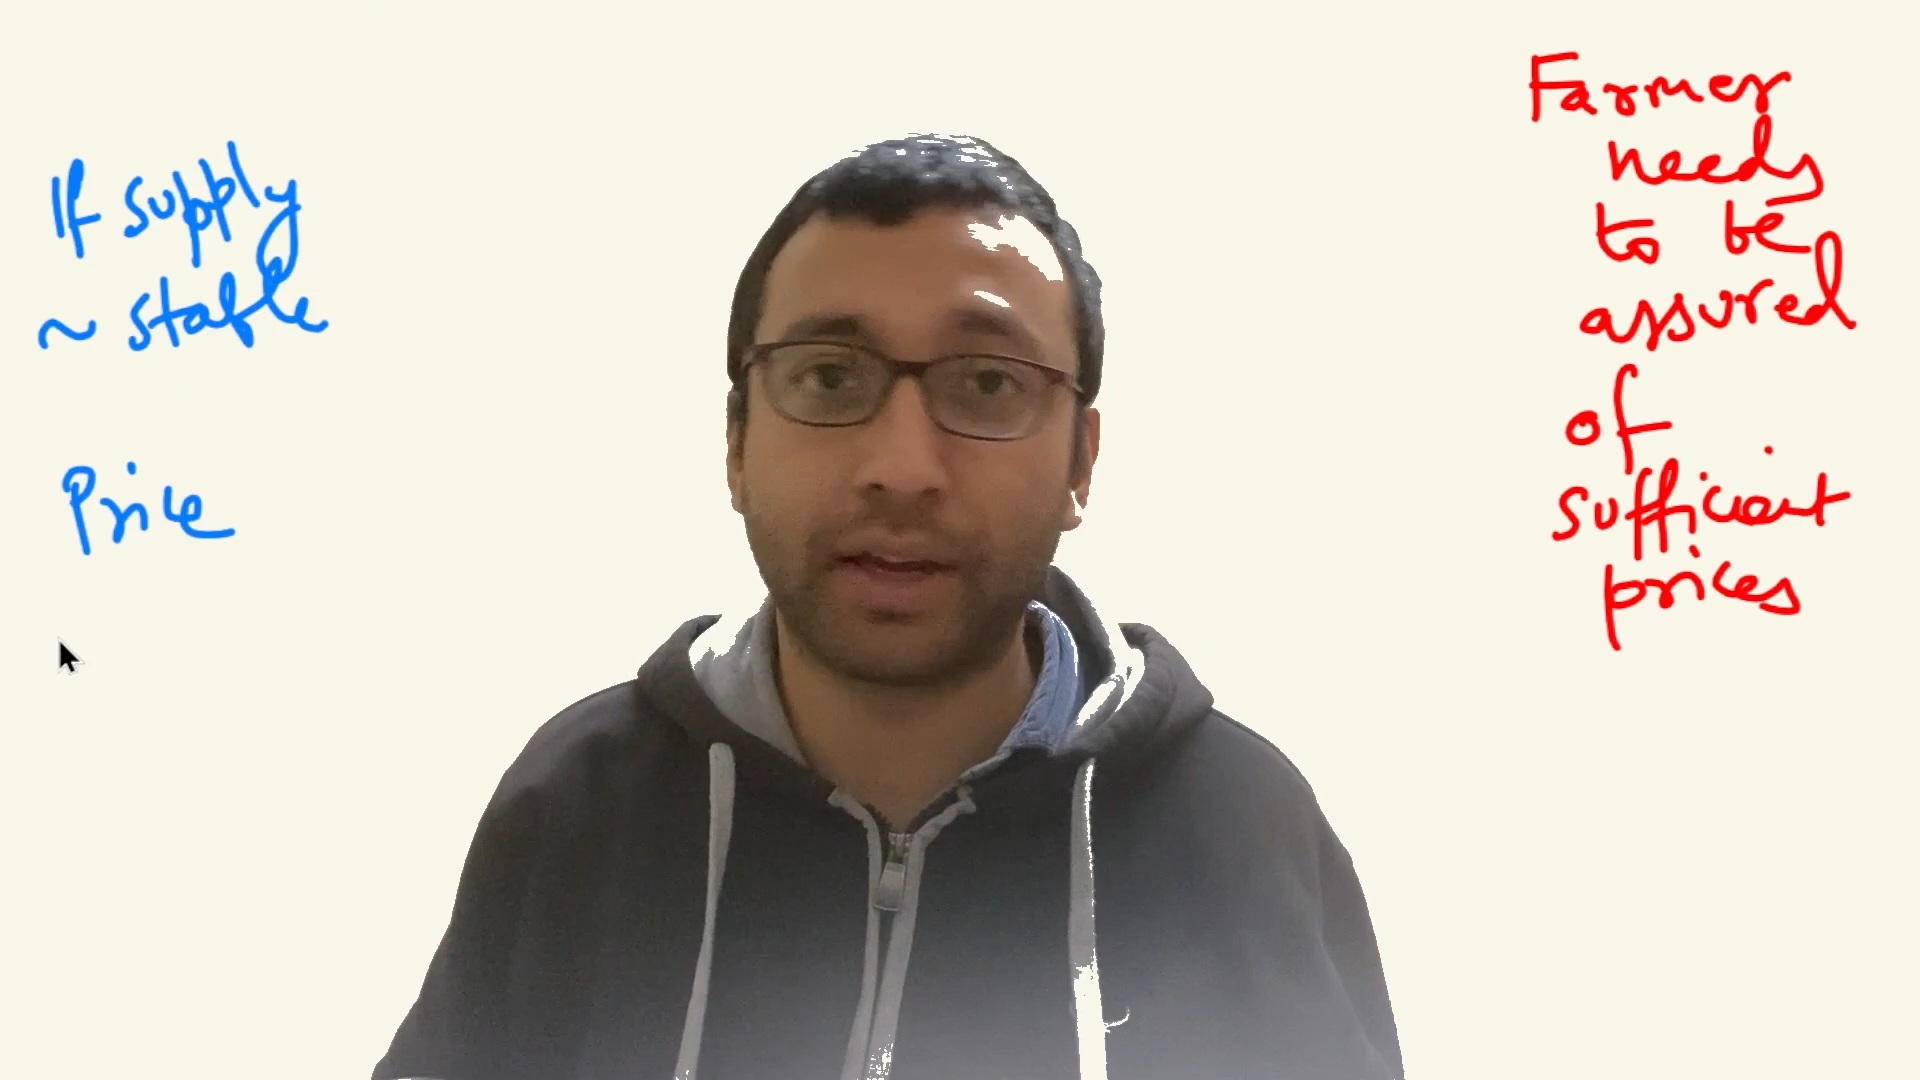 If supply
~ stable
Price
Farmer
needs
to be
assured
of
sufficient
prices